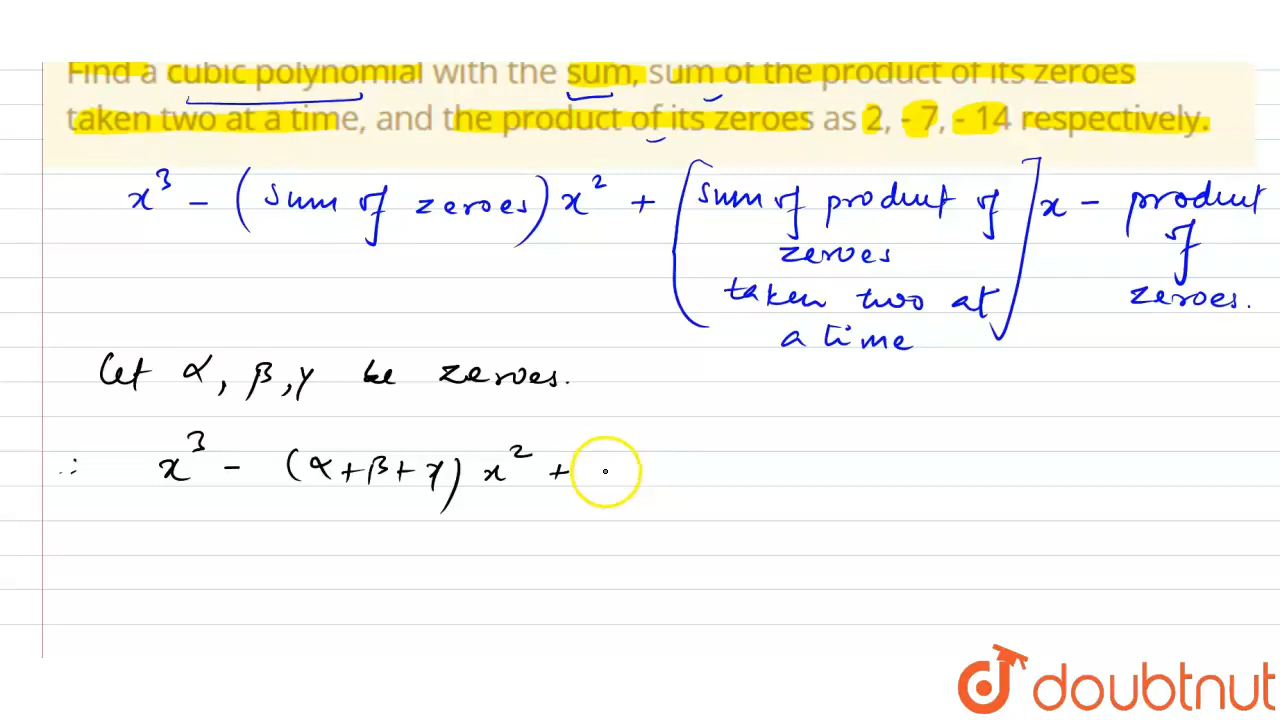 Find a cubic polynomial with the sum, sum of the product of its zeroes
taken two at a time, and the product of its zeroes as 2, - 7, - 14 respectively.
x³ - (sum of zeroes) x² + [sum of product of zeroes taken two at a time] x - product of zeroes.
Let α, β, γ be zeroes.
∴ x³ - (α+β+γ) x² +
doubtnut